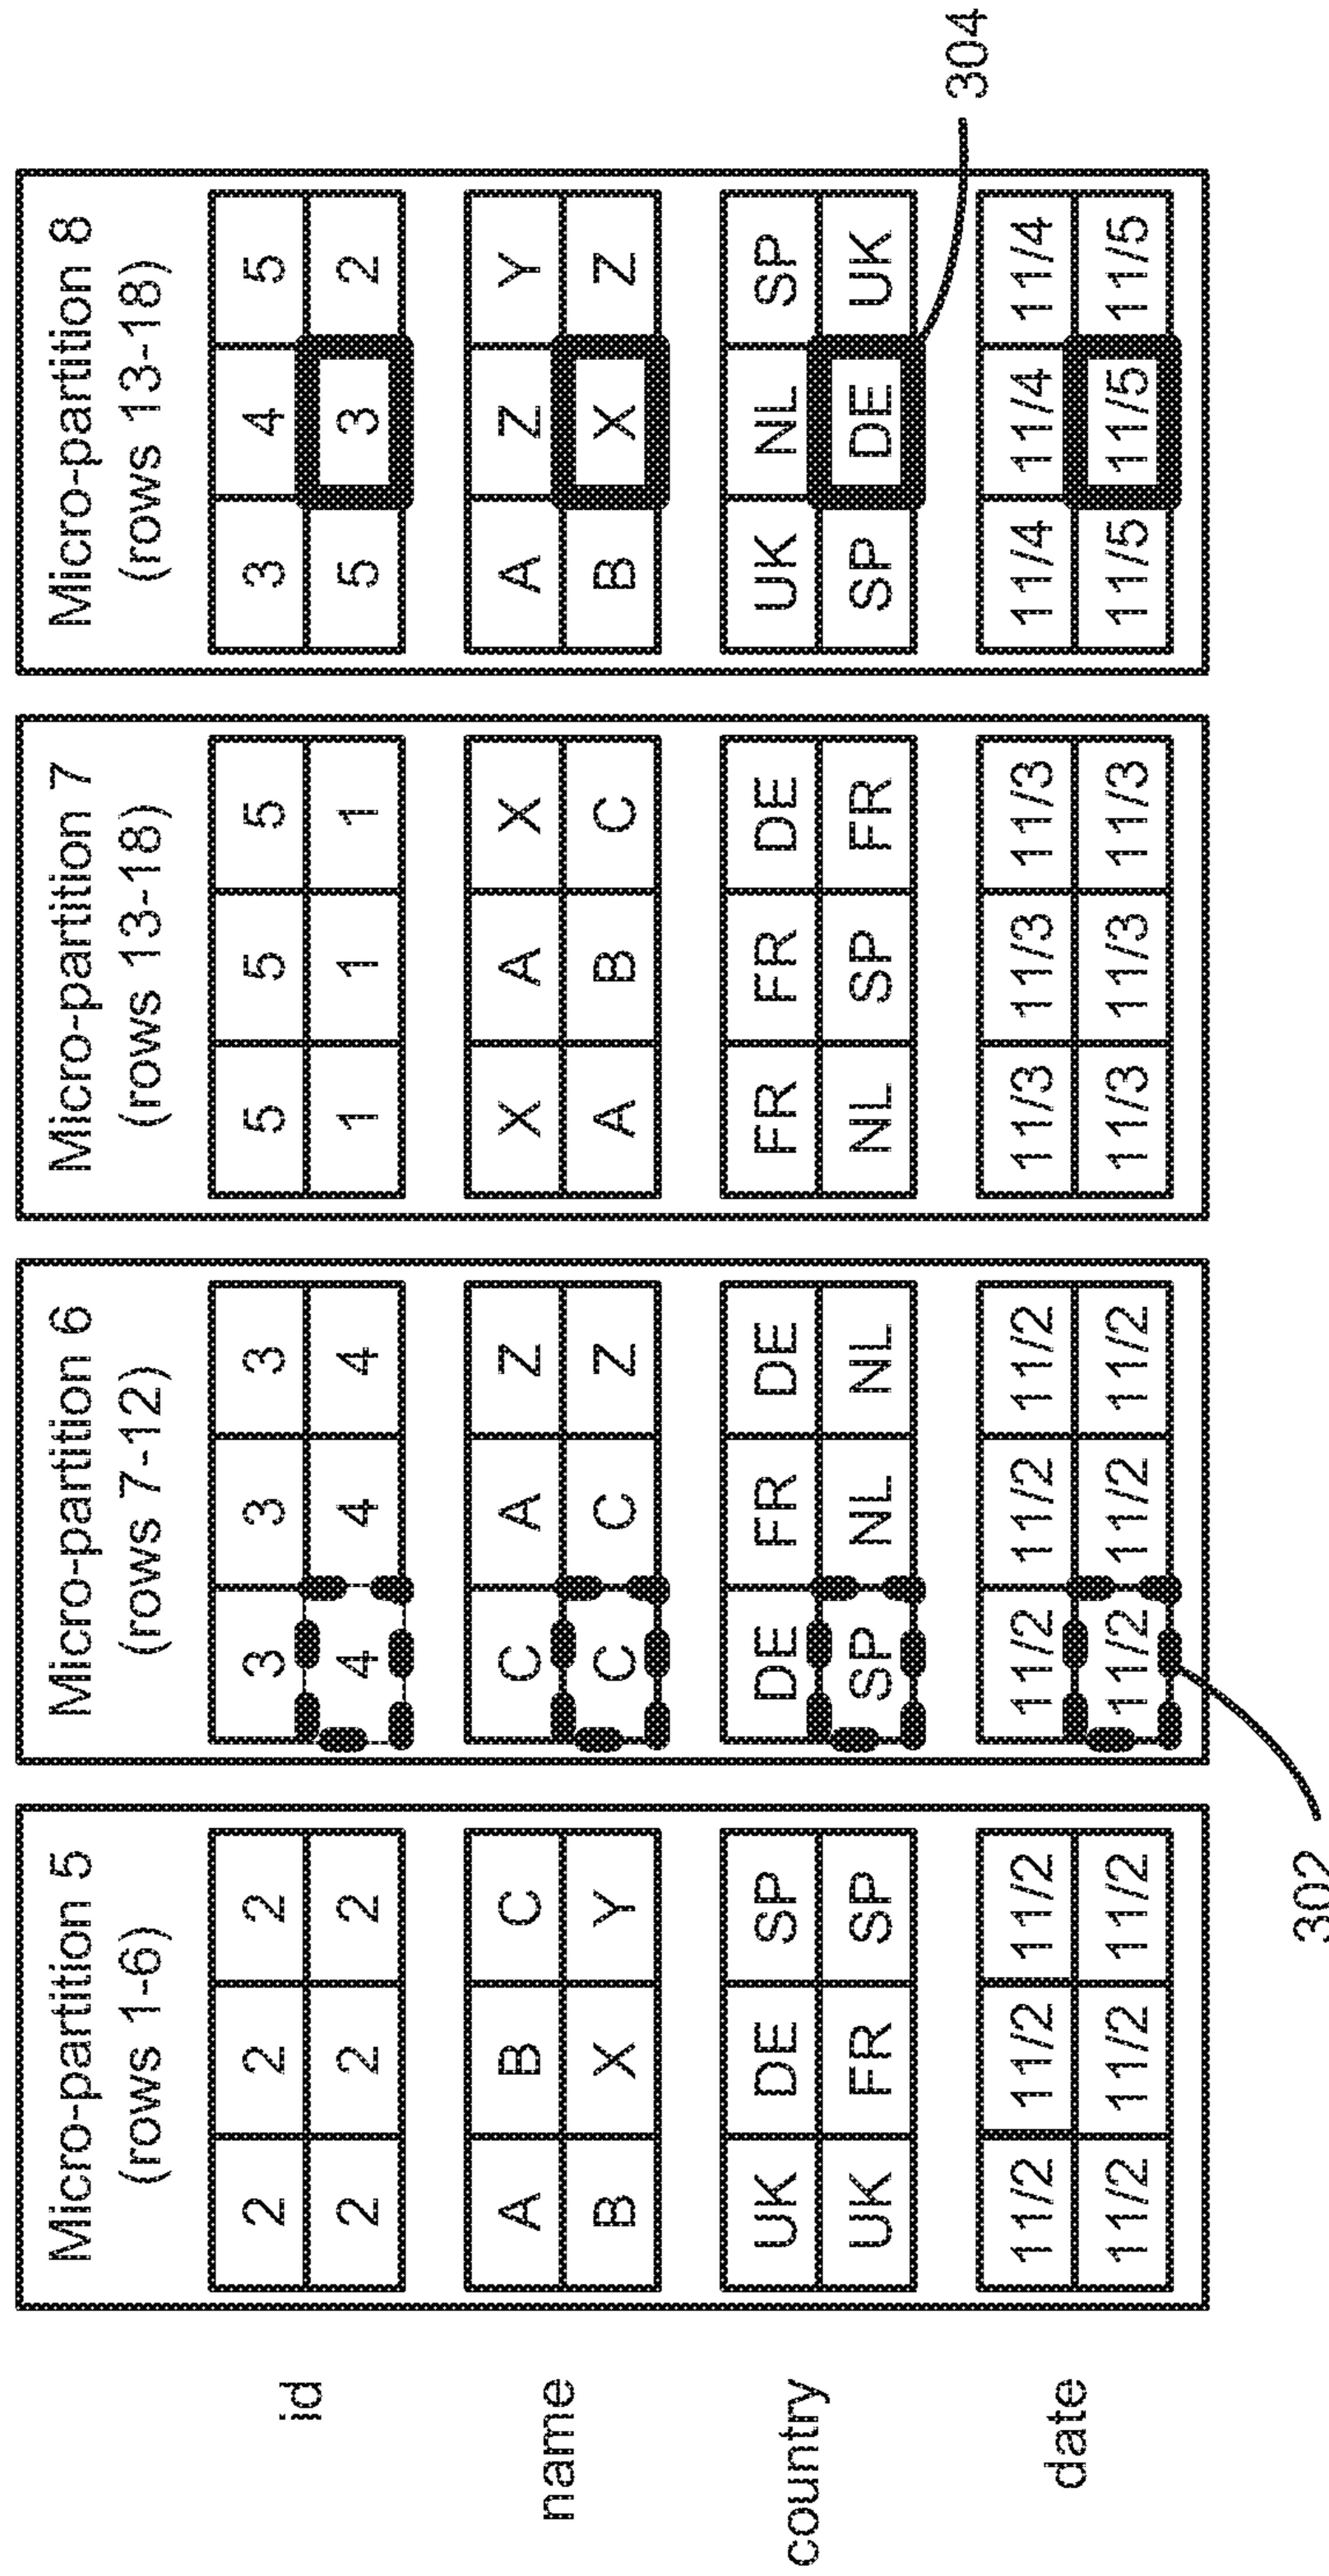 Micro-partition 5 Micro-partition 6 Micro-partition 7 Micro-partition 8
(rows 1-6) (rows 7-12) (rows 13-18) (rows 13-18)
2 2 2 3 3 3 5 5 5 3 4 5
id
2 2 2 4 4 4 1 1 1 5 3 2
A B C C A Z X A X A Z Y
name
B X Y C C Z A B C B X Z
UK DE SP DE FR DE FR FR DE UK NL SP
country
UK FR SP SP NL NL NL SP FR SP DE UK
304
11/2 11/2 11/2 11/2 11/2 11/2 11/3 11/3 11/3 11/4 11/4 11/4
date
11/2 11/2 11/2 11/2 11/2 11/2 11/3 11/3 11/3 11/5 11/5 11/5
302